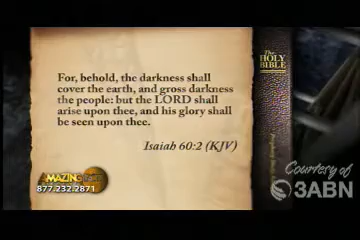 For, behold, the darkness shall
cover the earth, and gross darkness
the people: but the LORD shall
arise upon thee, and his glory shall
be seen upon thee.
Isaiah 60:2 (KJV)
The
HOLY
BIBLE
AMAZING
877.232.2871
Courtesy of
3ABN